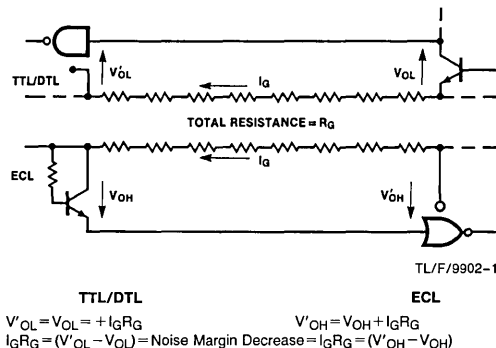 TTL/DTL
V'OL
IG
VOL
TOTAL RESISTANCE = RG
ECL
VOH
IG
V'OH
TL/F/9902-1
TTL/DTL
ECL
V'OL = VOL = + IGRG
V'OH = VOH + IGRG
IGRG = (V'OL − VOL) = Noise Margin Decrease = IGRG = (V'OH − VOH)